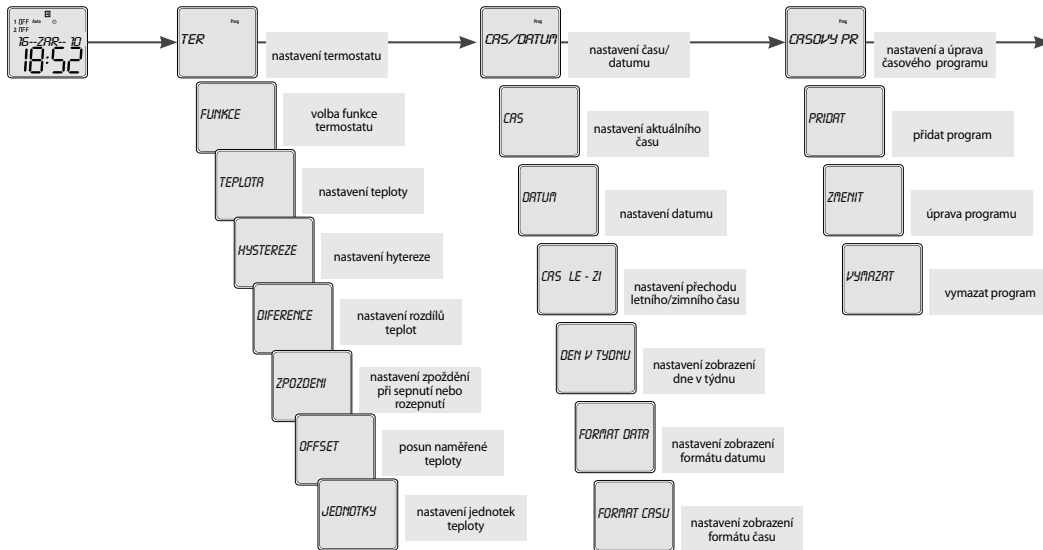 1 OFF Auto
2 OFF
16--ZAR-- 10
18:52
Prog
TER
nastavení termostatu
FUNKCE
volba funkce
termostatu
TEPLOTA
nastavení teploty
HYSTEREZE
nastavení hytereze
DIFERENCE
nastavení rozdílů
teplot
ZPOZDENI
nastavení zpoždění
při sepnutí nebo
rozepnutí
OFFSET
posun naměřené
teploty
JEDNOTKY
nastavení jednotek
teploty
Prog
CAS/DATUM
nastavení času/
datumu
CAS
nastavení aktuálního
času
DATUM
nastavení datumu
CAS LE - ZI
nastavení přechodu
letního/zimního času
DEN V TYDNU
nastavení zobrazení
dne v týdnu
FORMAT DATA
nastavení zobrazení
formátu datumu
FORMAT CASU
nastavení zobrazení
formátu času
Prog
CASOVY PR
nastavení a úprava
časového programu
PRIDAT
přidat program
ZMENIT
úprava programu
VYMAZAT
vymazat program